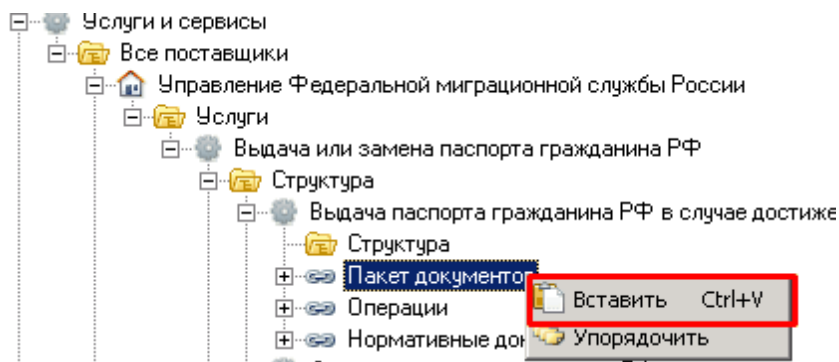 Услуги и сервисы
Все поставщики
Управление Федеральной миграционной службы России
Услуги
Выдача или замена паспорта гражданина РФ
Структура
Выдача паспорта гражданина РФ в случае достиже
Структура
Пакет документов
Вставить Ctrl+V
Операции
Упорядочить
Нормативные док